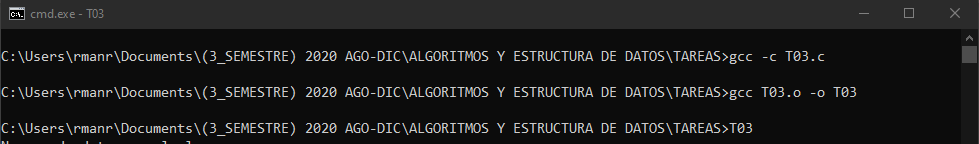 cmd.exe - T03
C:\Users\rmanr\Documents\(3_SEMESTRE) 2020 AGO-DIC\ALGORITMOS Y ESTRUCTURA DE DATOS\TAREAS>gcc -c T03.c
C:\Users\rmanr\Documents\(3_SEMESTRE) 2020 AGO-DIC\ALGORITMOS Y ESTRUCTURA DE DATOS\TAREAS>gcc T03.o -o T03
C:\Users\rmanr\Documents\(3_SEMESTRE) 2020 AGO-DIC\ALGORITMOS Y ESTRUCTURA DE DATOS\TAREAS>T03